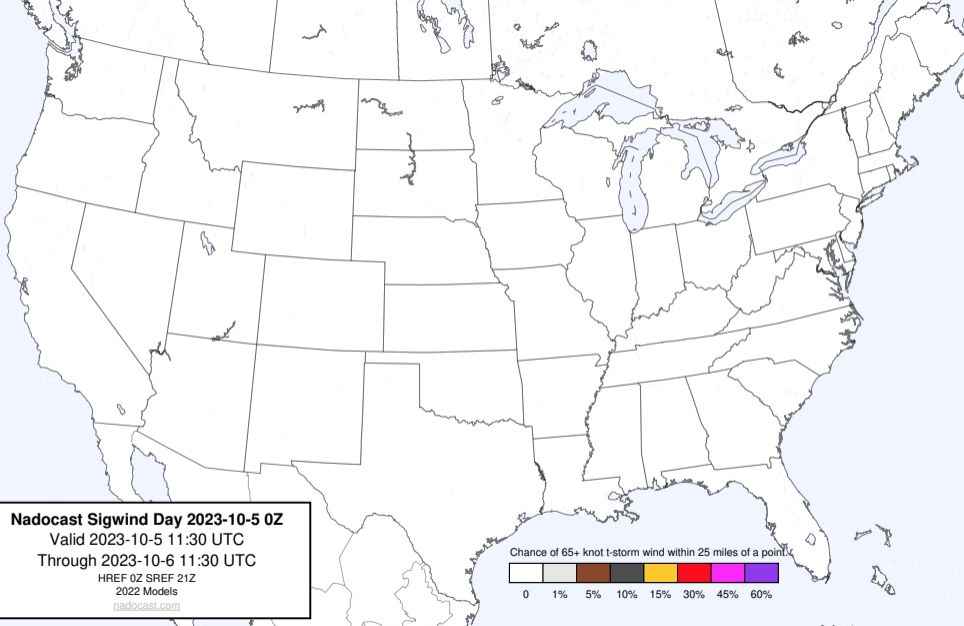 Nadocast Sigwind Day 2023-10-5 0Z
Valid 2023-10-5 11:30 UTC
Through 2023-10-6 11:30 UTC
HREF 0Z SREF 21Z
2022 Models
nadocast.com
Chance of 65+ knot t-storm wind within 25 miles of a point.
0 1% 5% 10% 15% 30% 45% 60%